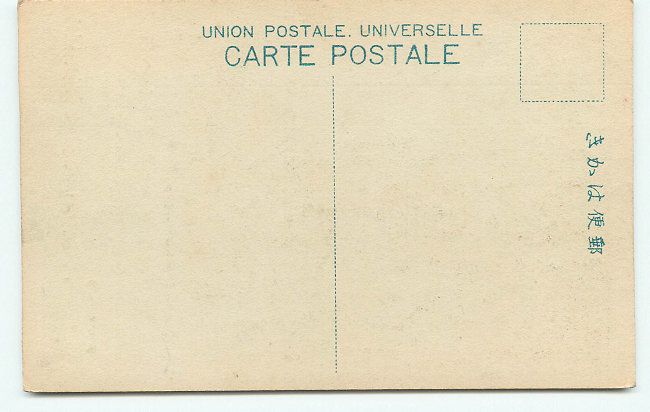 UNION POSTALE. UNIVERSELLE
CARTE POSTALE
きかは便郵